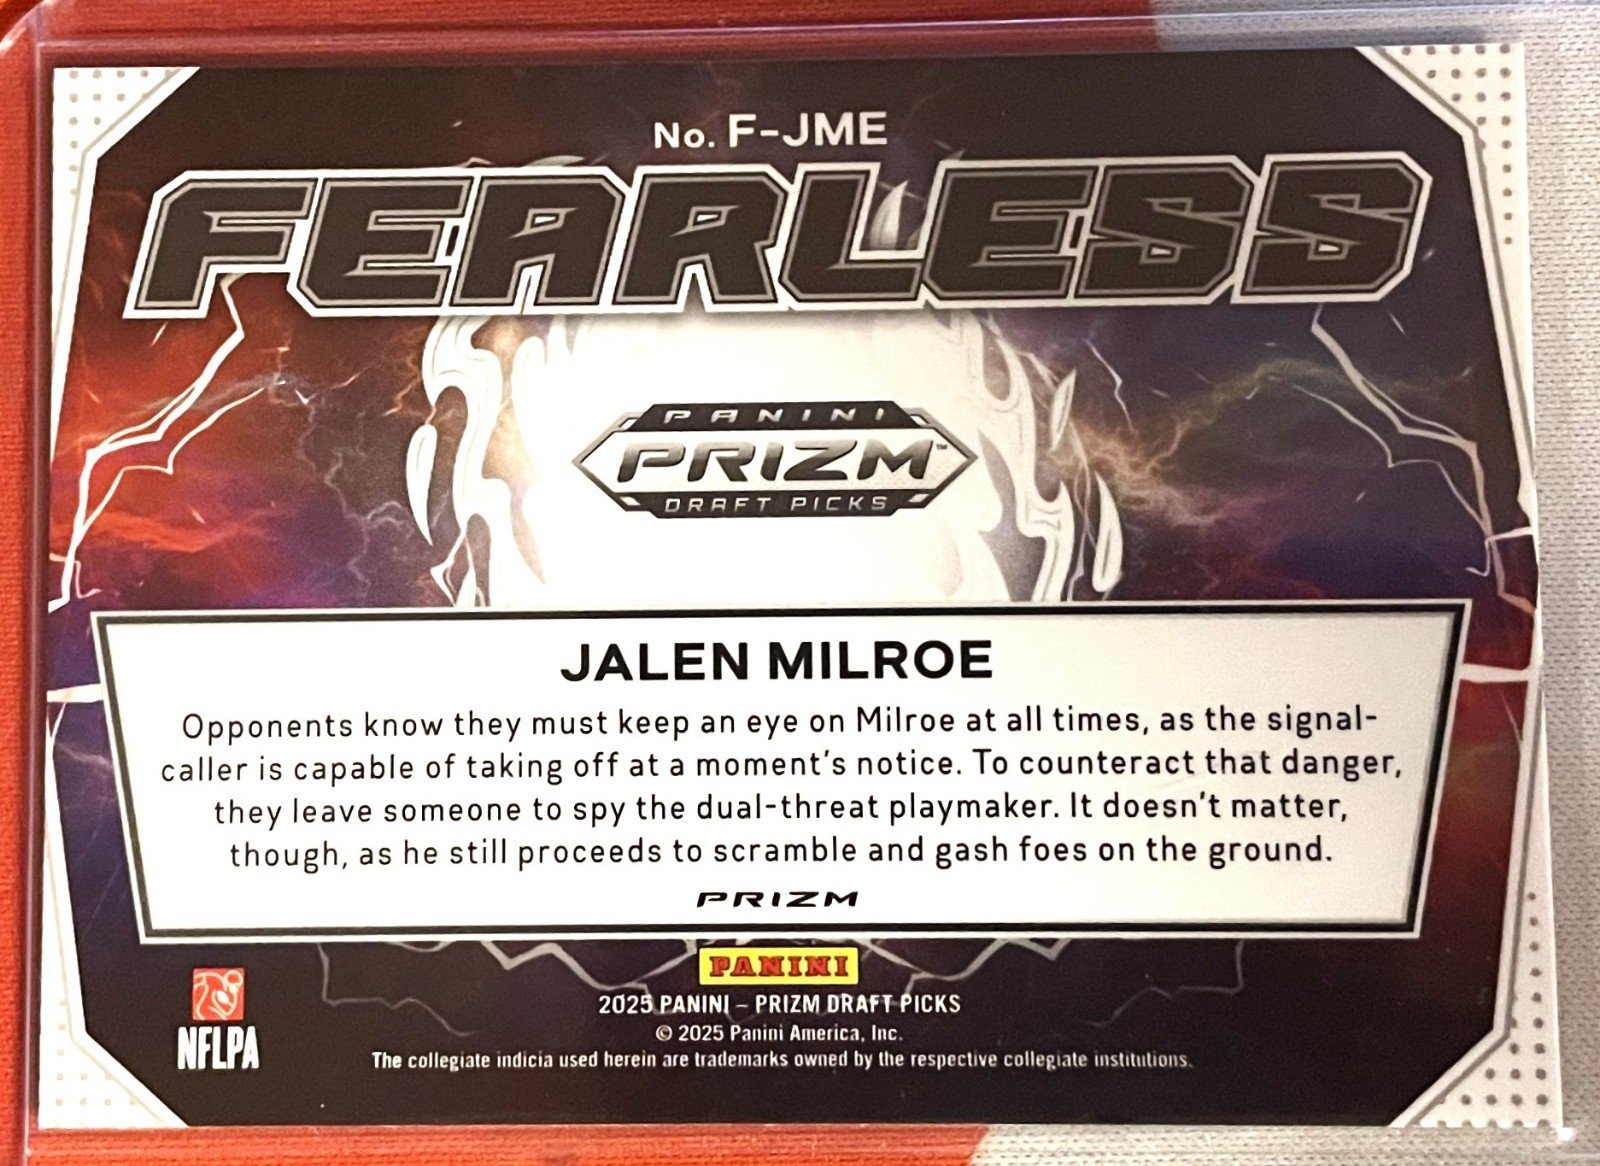 No. F-JME
FEARLESS
PANINI
PRIZM™
DRAFT PICKS
JALEN MILROE
Opponents know they must keep an eye on Milroe at all times, as the signal-
caller is capable of taking off at a moment's notice. To counteract that danger,
they leave someone to spy the dual-threat playmaker. It doesn't matter,
though, as he still proceeds to scramble and gash foes on the ground.
PRIZM
PANINI
2025 PANINI – PRIZM DRAFT PICKS
© 2025 Panini America, Inc.
The collegiate indicia used herein are trademarks owned by the respective collegiate institutions.
NFLPA